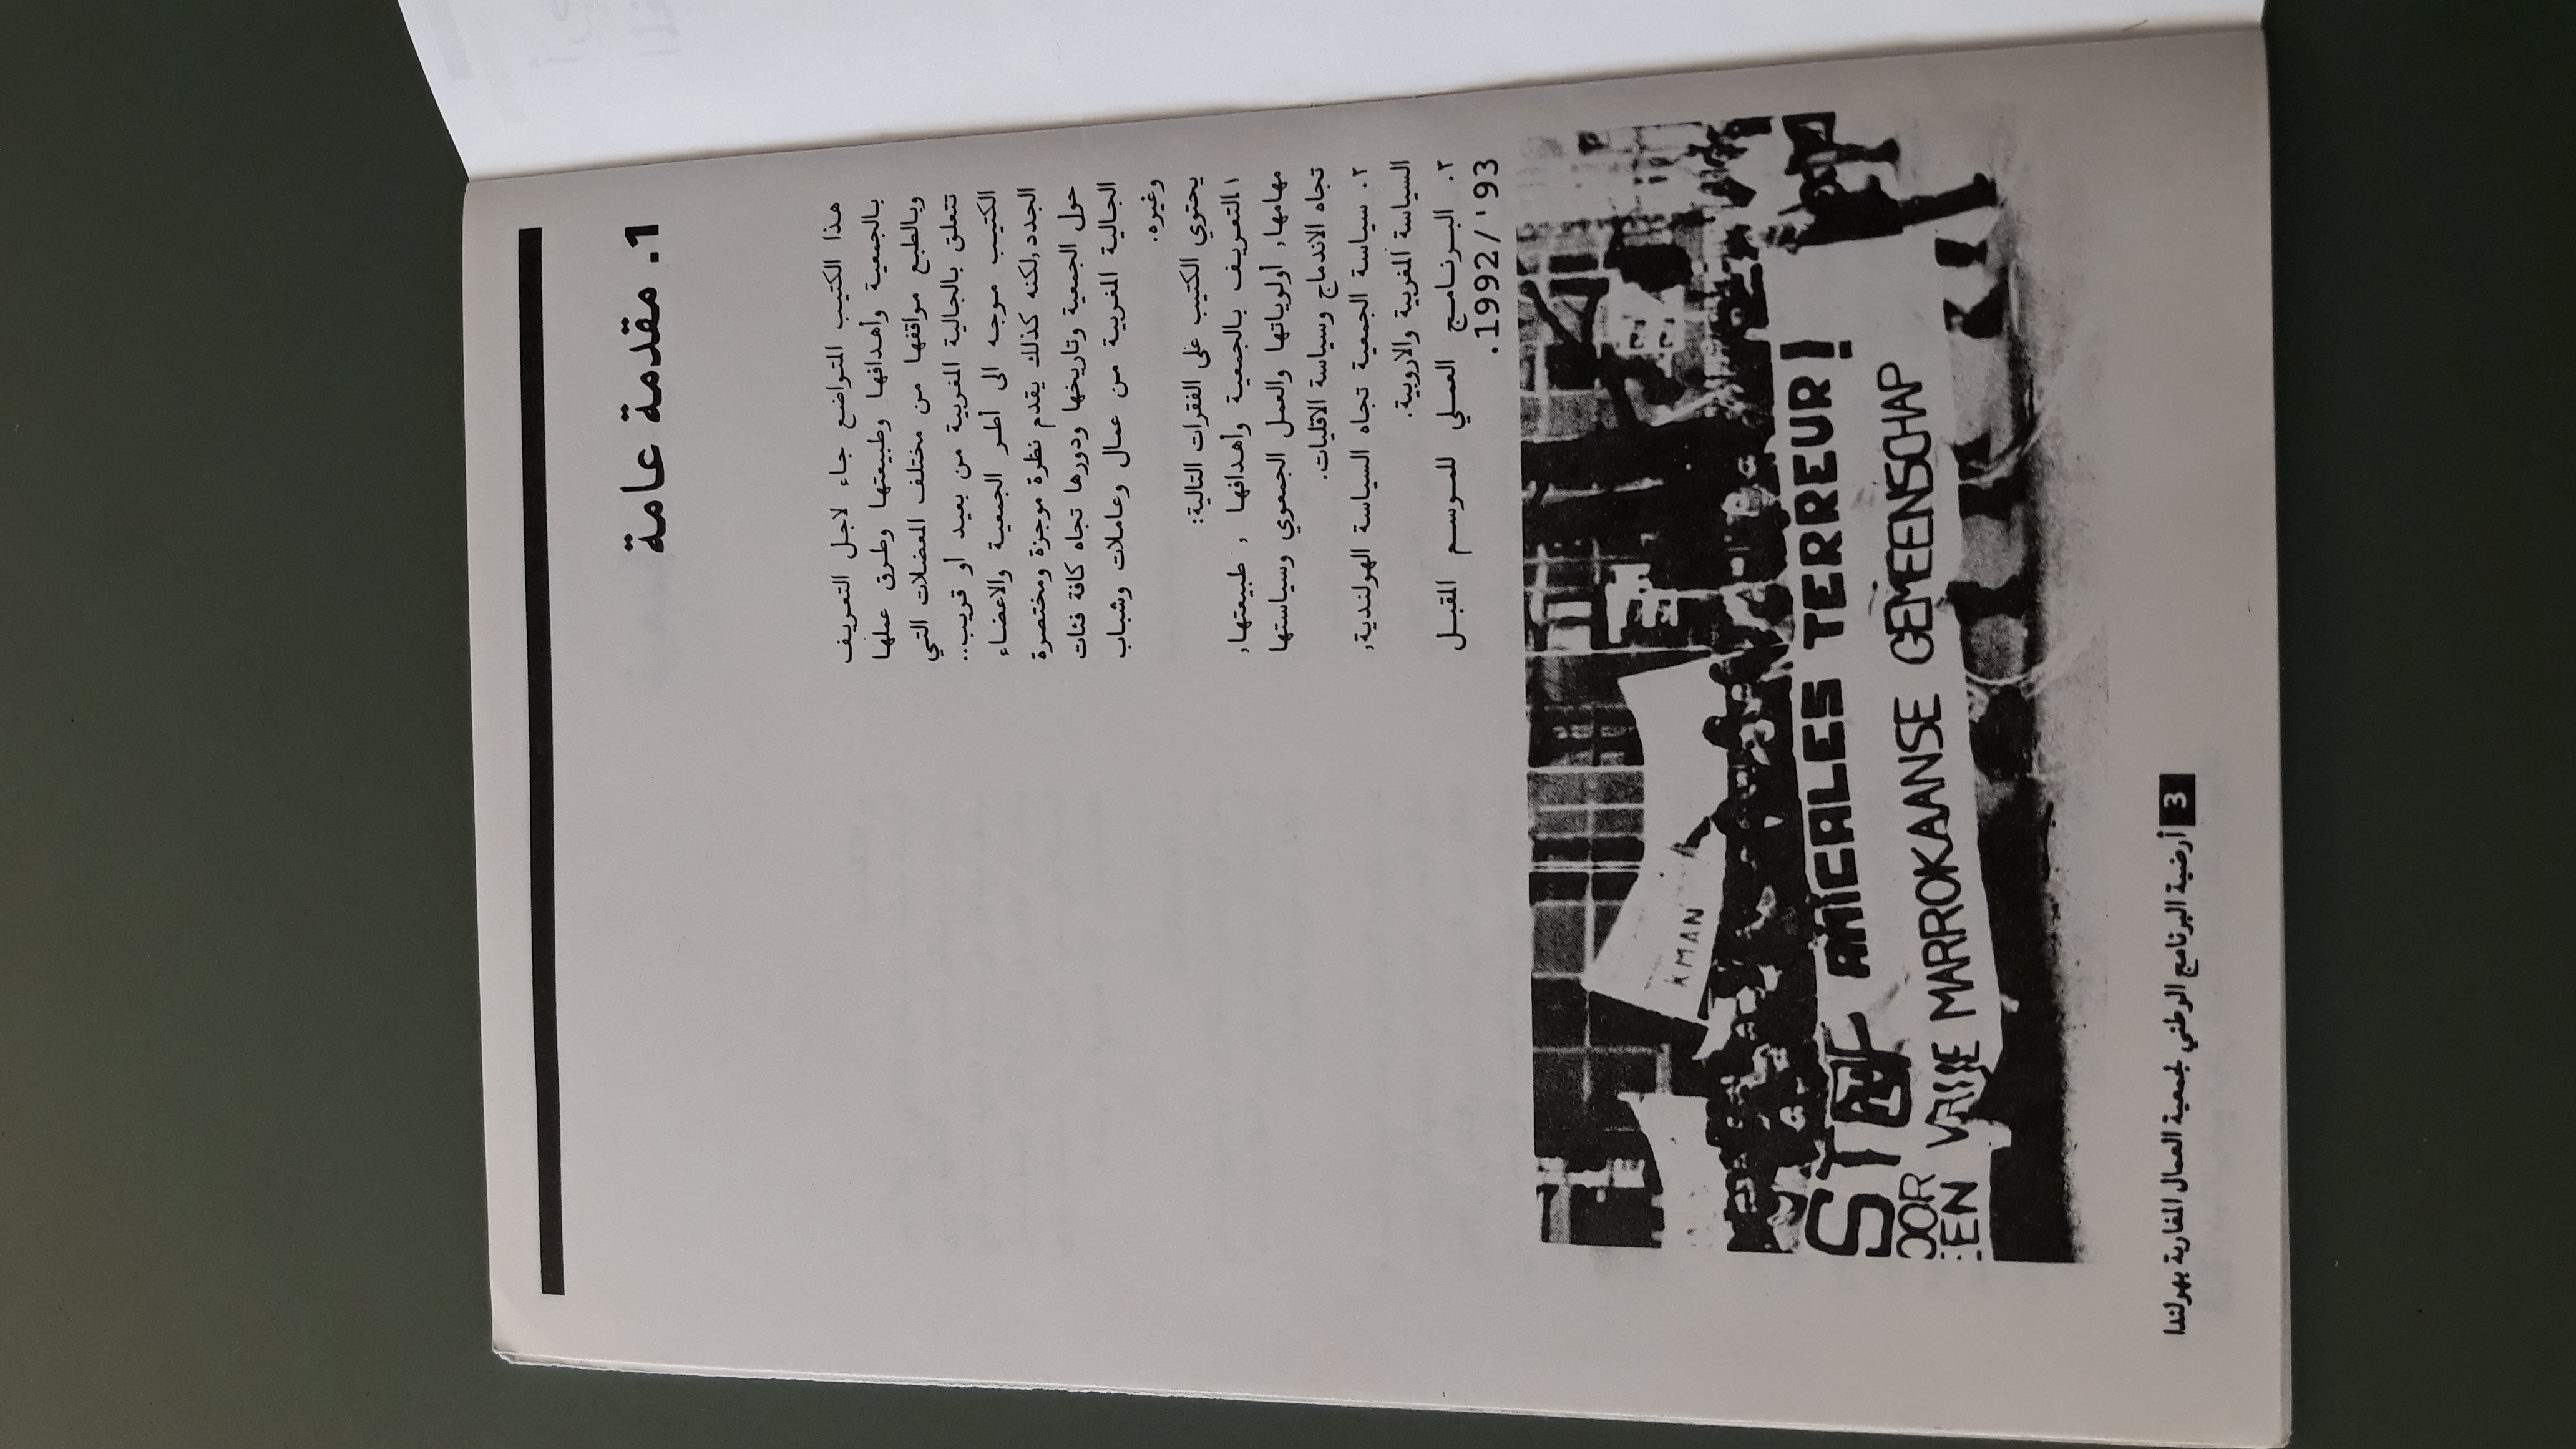 1. مقدمة عامة
هذا الكتيب المتواضع جاء لاجل التعريف
بالجمعية وأهدافها وطبيعتها وطرق عملها
وبالطبع مواقفها من مختلف المعضلات التي
تتعلق بالجالية المغربية من بعيد أو قريب..
الكتيب موجه الى أطر الجمعية والاعضاء
الجدد,لكنه كذلك يقدم نظرة موجزة ومختصرة
حول الجمعية وتاريخها ودورها تجاه كافة فئات
الجالية المغربية من عمال وعاملات وشباب
وغيره.
يحتوي الكتيب على الفقرات التالية:
١.التعريف بالجمعية وأهدافها , طبيعتها,
مهامها, أولوياتها والعمل الجمعوي وسياستها
تجاه الاندماج وسياسة الاقليات.
٢. سياسة الجمعية تجاه السياسة الهولندية,
السياسة المغربية والاروبية.
٣. البرنامج العملي للموسم المقبل
1992/'93.
KMAN
STOP AMICALES TERREUR!
OOR
EEN VRIJE MARROKAANSE GEMEENSCHAP
3 أرضية البرنامج الوطني لجمعية العمال المغاربة بهولندا